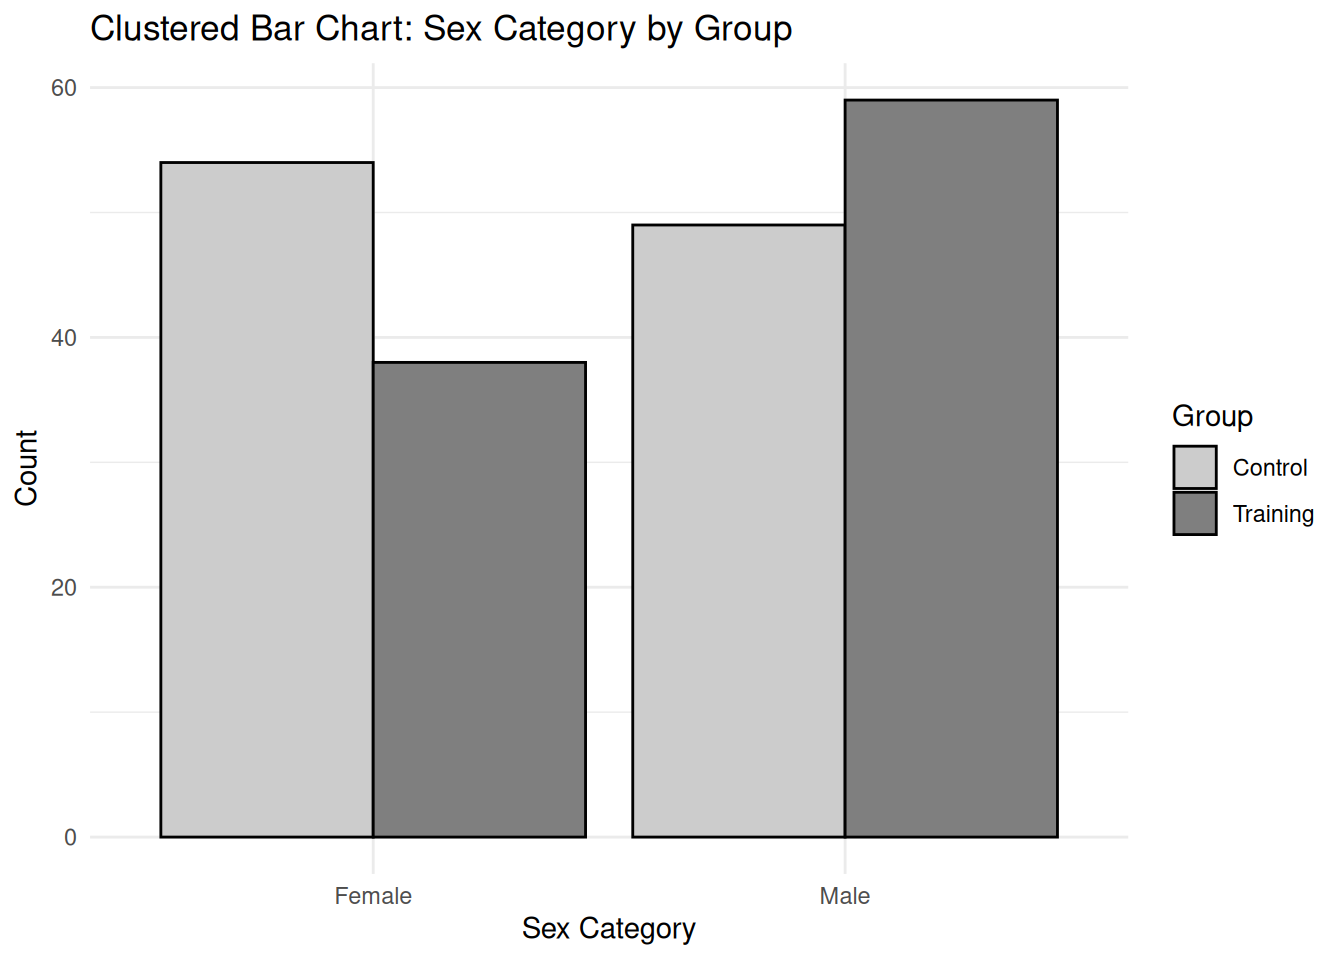 Clustered Bar Chart: Sex Category by Group
60
40
20
0
Count
Female
Male
Sex Category
Group
Control
Training